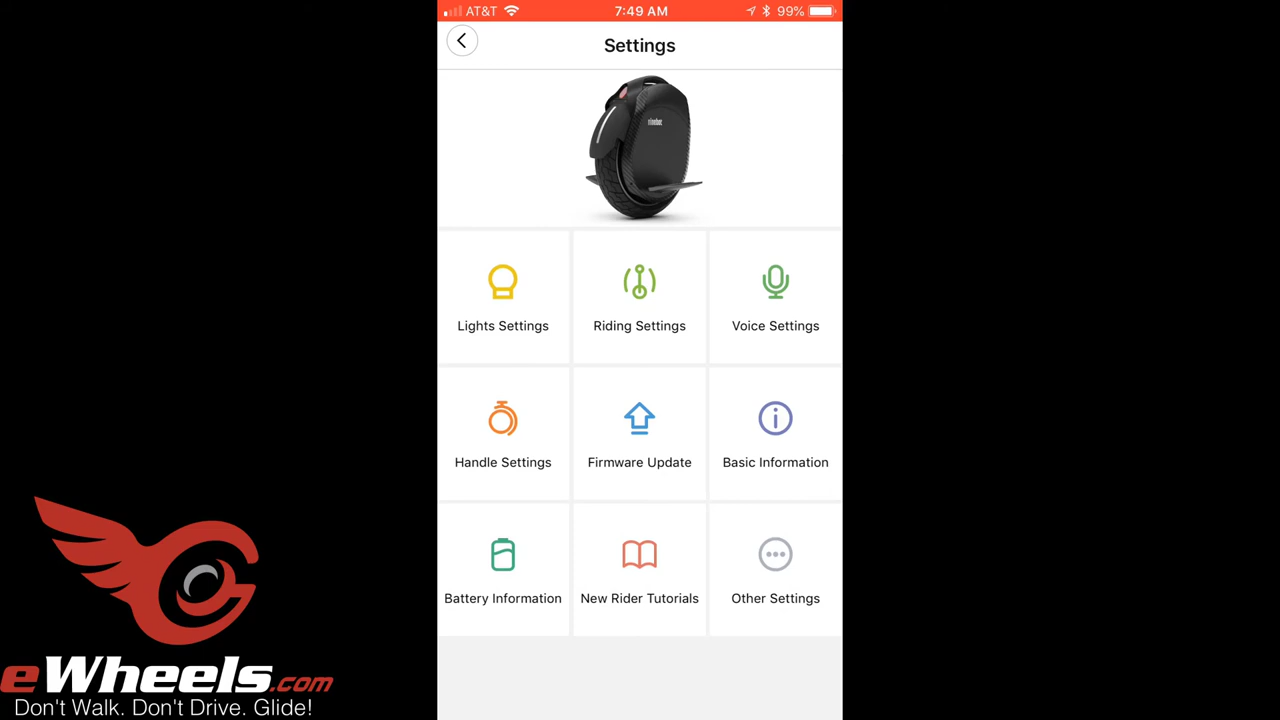 AT&T 7:49 AM 99%
Settings
ninebot
Lights Settings Riding Settings Voice Settings
Handle Settings Firmware Update Basic Information
Battery Information New Rider Tutorials Other Settings
eWheels.com
Don't Walk. Don't Drive. Glide!